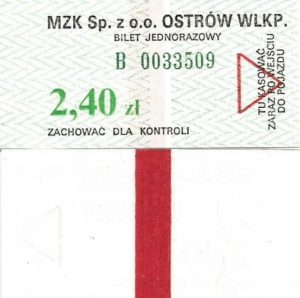 MZK Sp. z o.o. OSTRÓW WLKP.
BILET JEDNORAZOWY
B 0033509
2,40 zł
ZACHOWAĆ DLA KONTROLI
TU KASOWAĆ
ZARAZ PO WEJŚCIU
DO POJAZDU